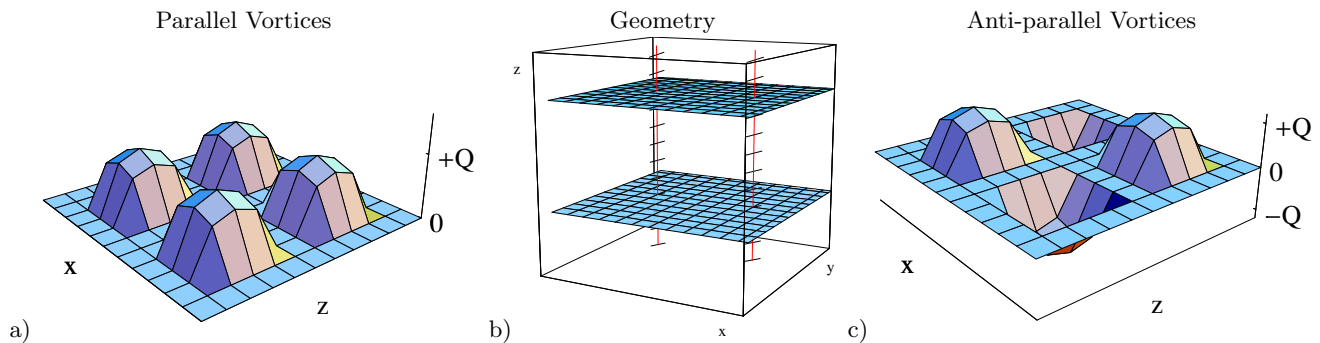 Parallel Vortices
+Q
0
x
z
a)
Geometry
z
y
x
b)
Anti-parallel Vortices
+Q
0
−Q
x
z
c)